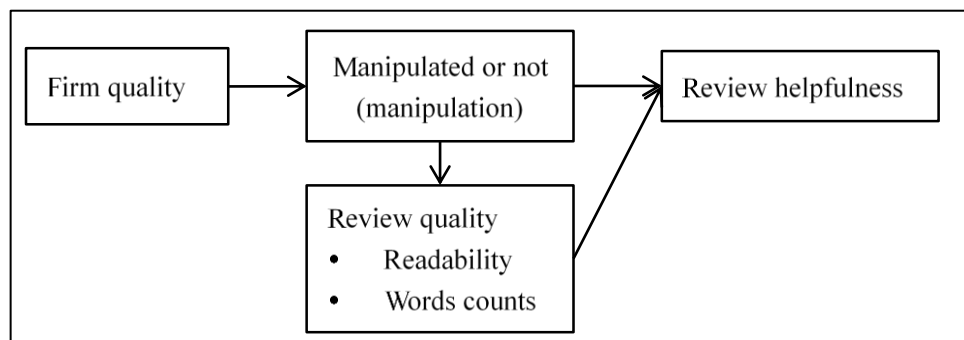 Firm quality
Manipulated or not
(manipulation)
Review helpfulness
Review quality
• Readability
• Words counts